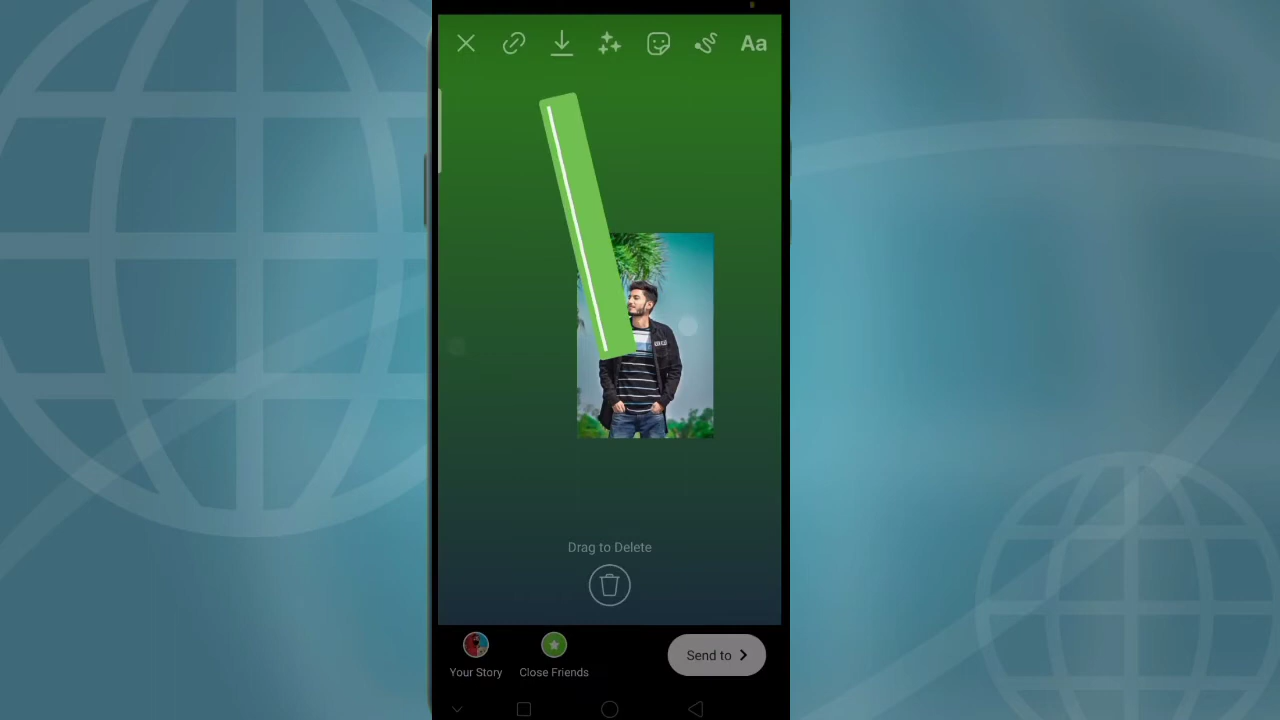 Aa
Drag to Delete
Your Story
Close Friends
Send to